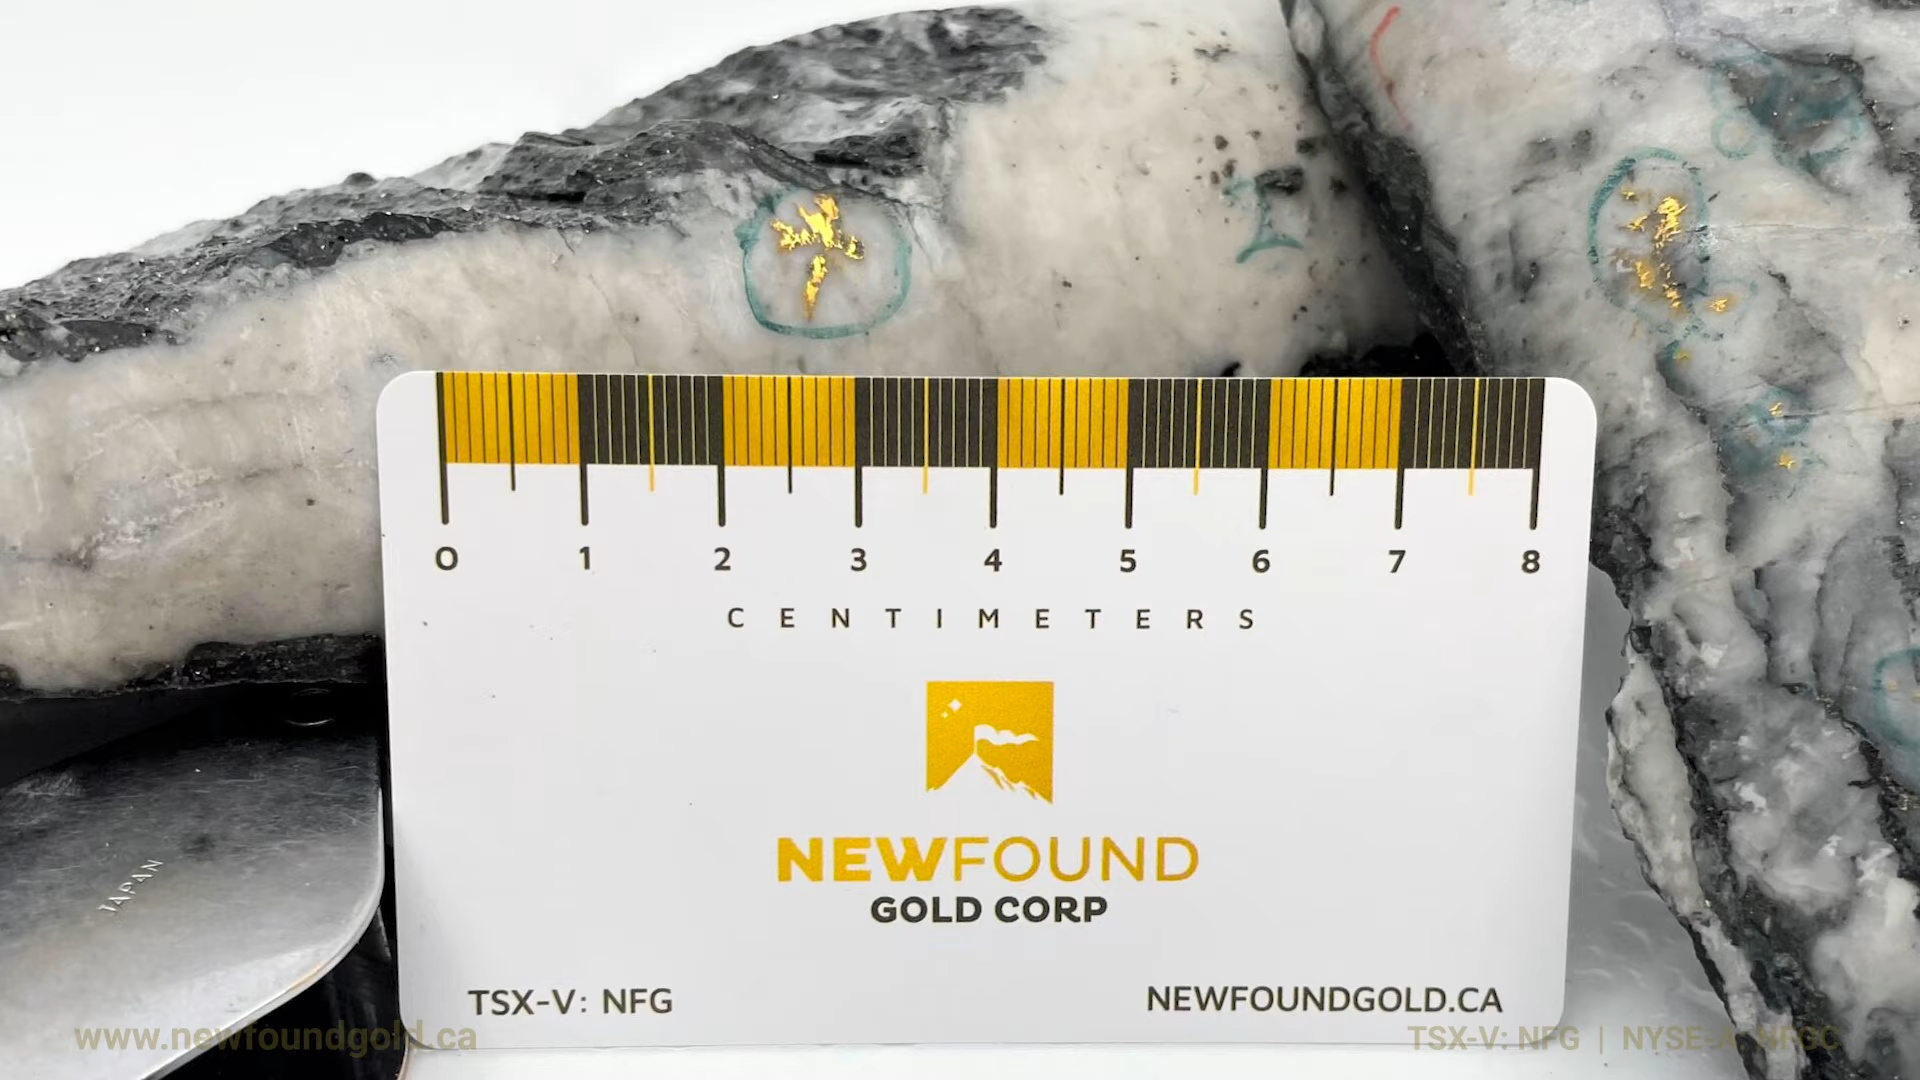 0 1 2 3 4 5 6 7 8
CENTIMETERS
NEWFOUND
GOLD CORP
TSX-V: NFG
NEWFOUNDGOLD.CA
JAPAN
www.newfoundgold.ca
TSX-V: NFG | NYSE-A: NFGC